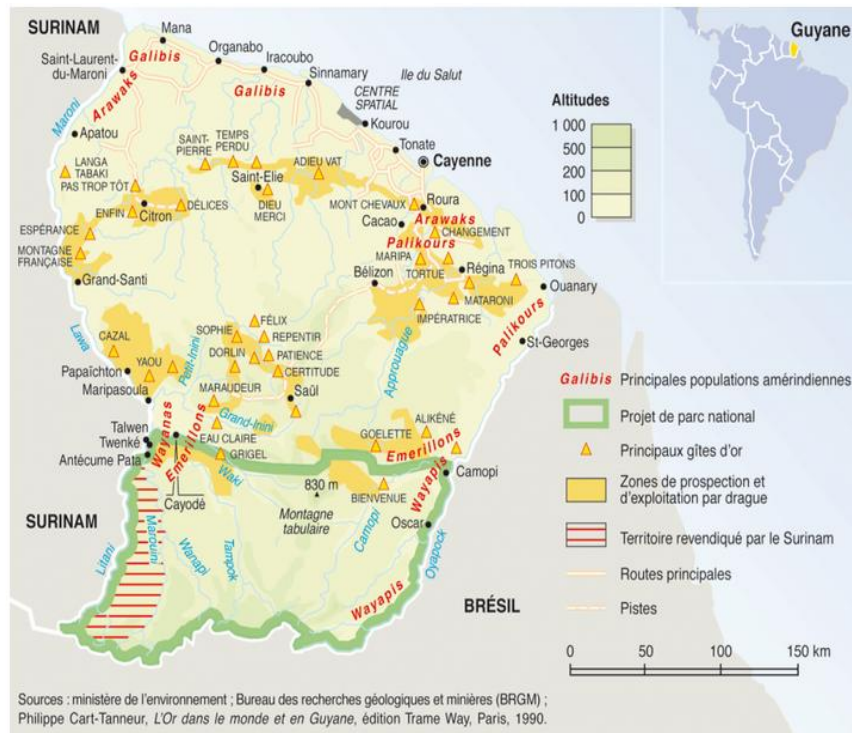 SURINAM
Mana
Guyane
Galibis
Organabo
Iracoubo
Saint-Laurent-
du-Maroni
Sinnamary
Ile du Salut
Arawaks
Galibis
CENTRE
SPATIAL
Maroni
Kourou
Apatou
Tonate
Cayenne
SAINT-
PIERRE
TEMPS
PERDU
ADIEU VAT
LANGA
TABAKI
PAS TROP TÔT
Saint-Elie
MONT CHEVAUX
Roura
ENFIN
Citron
DÉLICES
DIEU
MERCI
Cacao
Arawaks
CHANGEMENT
ESPÉRANCE
Palikours
MONTAGNE
FRANÇAISE
MARIPA
TORTUE
Régina
TROIS PITONS
Grand-Santi
Bélizon
Ouanary
MATARONI
IMPÉRATRICE
Palikours
St-Georges
Lawa
CAZAL
SOPHIE
FÉLIX
REPENTIR
DORLIN
PATIENCE
CERTITUDE
Petit-Inini
Approuague
Papaïchton
YAOU
Maripasoula
MARAUDEUR
Saûl
Grand-Inini
Talwen
Twenké
Antécume Pata
Wayanas
Emerillons
EAU CLAIRE
GRIGEL
GOELETTE
ALIKÉNÉ
Emerillons
Camopi
Waki
830 m
BIENVENUE
Wayapis
Cayodé
Montagne
tabulaire
Oscar
SURINAM
Litani
Marouini
Wanapi
Tampok
Camopi
Oyapock
Wayapis
BRÉSIL
Altitudes
1 000
500
200
100
0
Galibis Principales populations amérindiennes
Projet de parc national
Principaux gîtes d'or
Zones de prospection et
d'exploitation par drague
Territoire revendiqué par le Surinam
Routes principales
Pistes
0 50 100 150 km
Sources : ministère de l'environnement ; Bureau des recherches géologiques et minières (BRGM) ;
Philippe Cart-Tanneur, L'Or dans le monde et en Guyane, édition Trame Way, Paris, 1990.